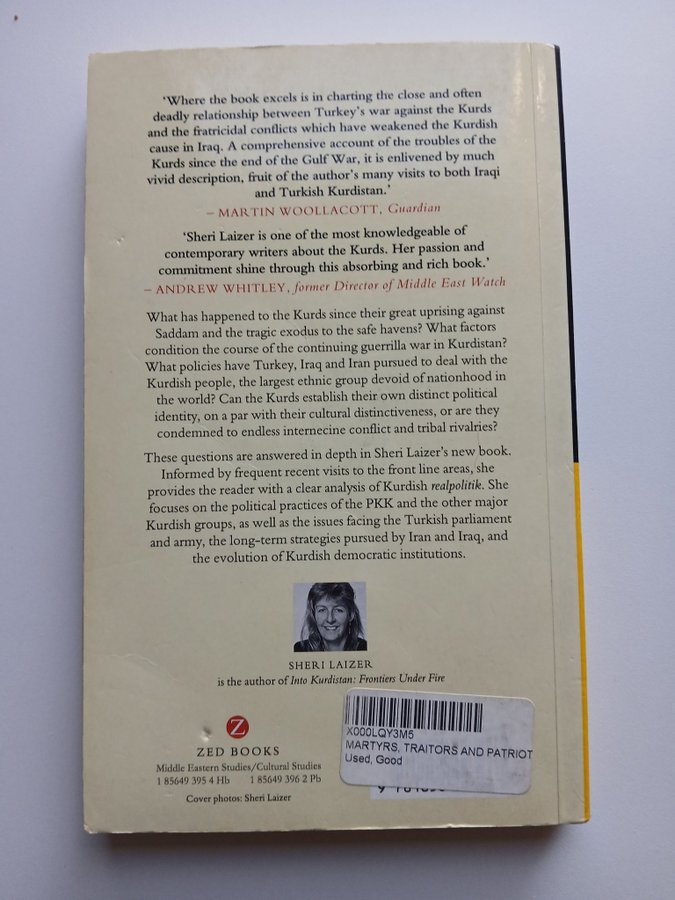 ‘Where the book excels is in charting the close and often
deadly relationship between Turkey’s war against the Kurds
and the fratricidal conflicts which have weakened the Kurdish
cause in Iraq. A comprehensive account of the troubles of the
Kurds since the end of the Gulf War, it is enlivened by much
vivid description, fruit of the author’s many visits to both Iraqi
and Turkish Kurdistan.’
– MARTIN WOOLLACOTT, Guardian
‘Sheri Laizer is one of the most knowledgeable of
contemporary writers about the Kurds. Her passion and
commitment shine through this absorbing and rich book.’
– ANDREW WHITLEY, former Director of Middle East Watch
What has happened to the Kurds since their great uprising against
Saddam and the tragic exodus to the safe havens? What factors
condition the course of the continuing guerrilla war in Kurdistan?
What policies have Turkey, Iraq and Iran pursued to deal with the
Kurdish people, the largest ethnic group devoid of nationhood in
the world? Can the Kurds establish their own distinct political
identity, on a par with their cultural distinctiveness, or are they
condemned to endless internecine conflict and tribal rivalries?
These questions are answered in depth in Sheri Laizer’s new book.
Informed by frequent recent visits to the front line areas, she
provides the reader with a clear analysis of Kurdish realpolitik. She
focuses on the political practices of the PKK and the other major
Kurdish groups, as well as the issues facing the Turkish parliament
and army, the long-term strategies pursued by Iran and Iraq, and
the evolution of Kurdish democratic institutions.
SHERI LAIZER
is the author of Into Kurdistan: Frontiers Under Fire
Z
ZED BOOKS
Middle Eastern Studies/Cultural Studies
1 85649 395 4 Hb 1 85649 396 2 Pb
Cover photos: Sheri Laizer
X000LQY3M5
MARTYRS, TRAITORS AND PATRIOT
Used, Good